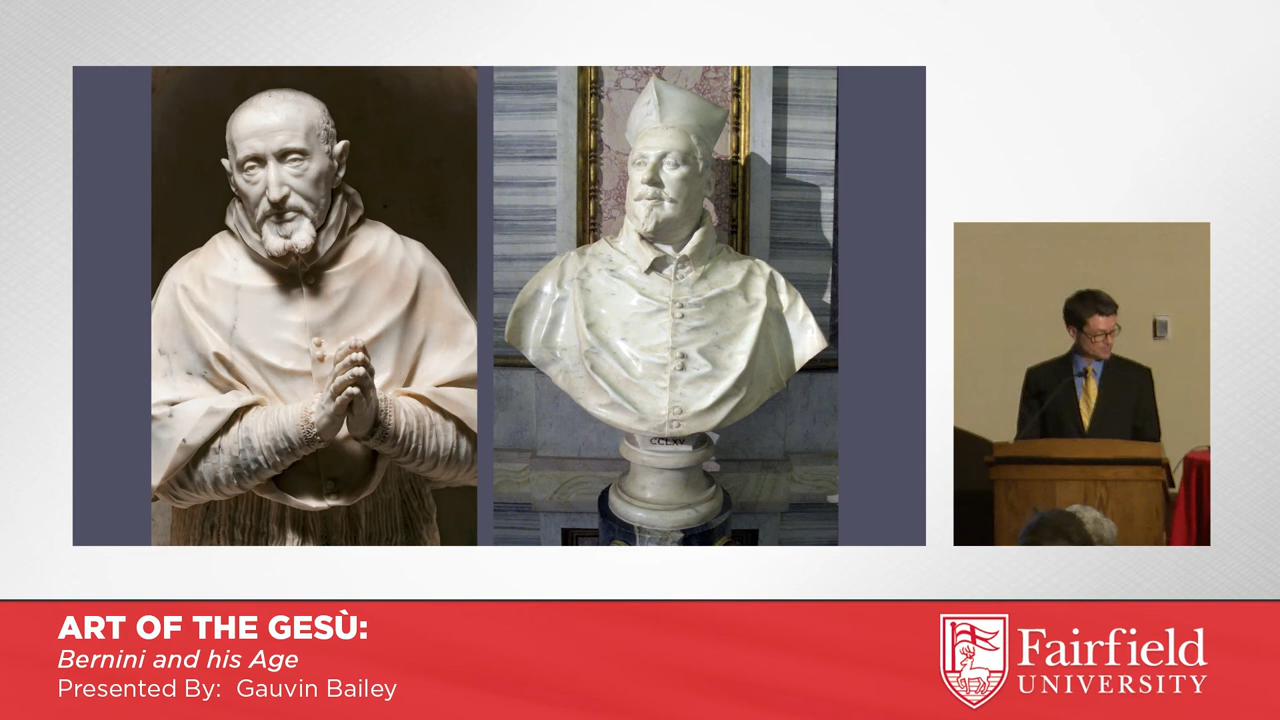 CCLXV
ART OF THE GESÙ:
Bernini and his Age
Presented By: Gauvin Bailey
Fairfield
UNIVERSITY